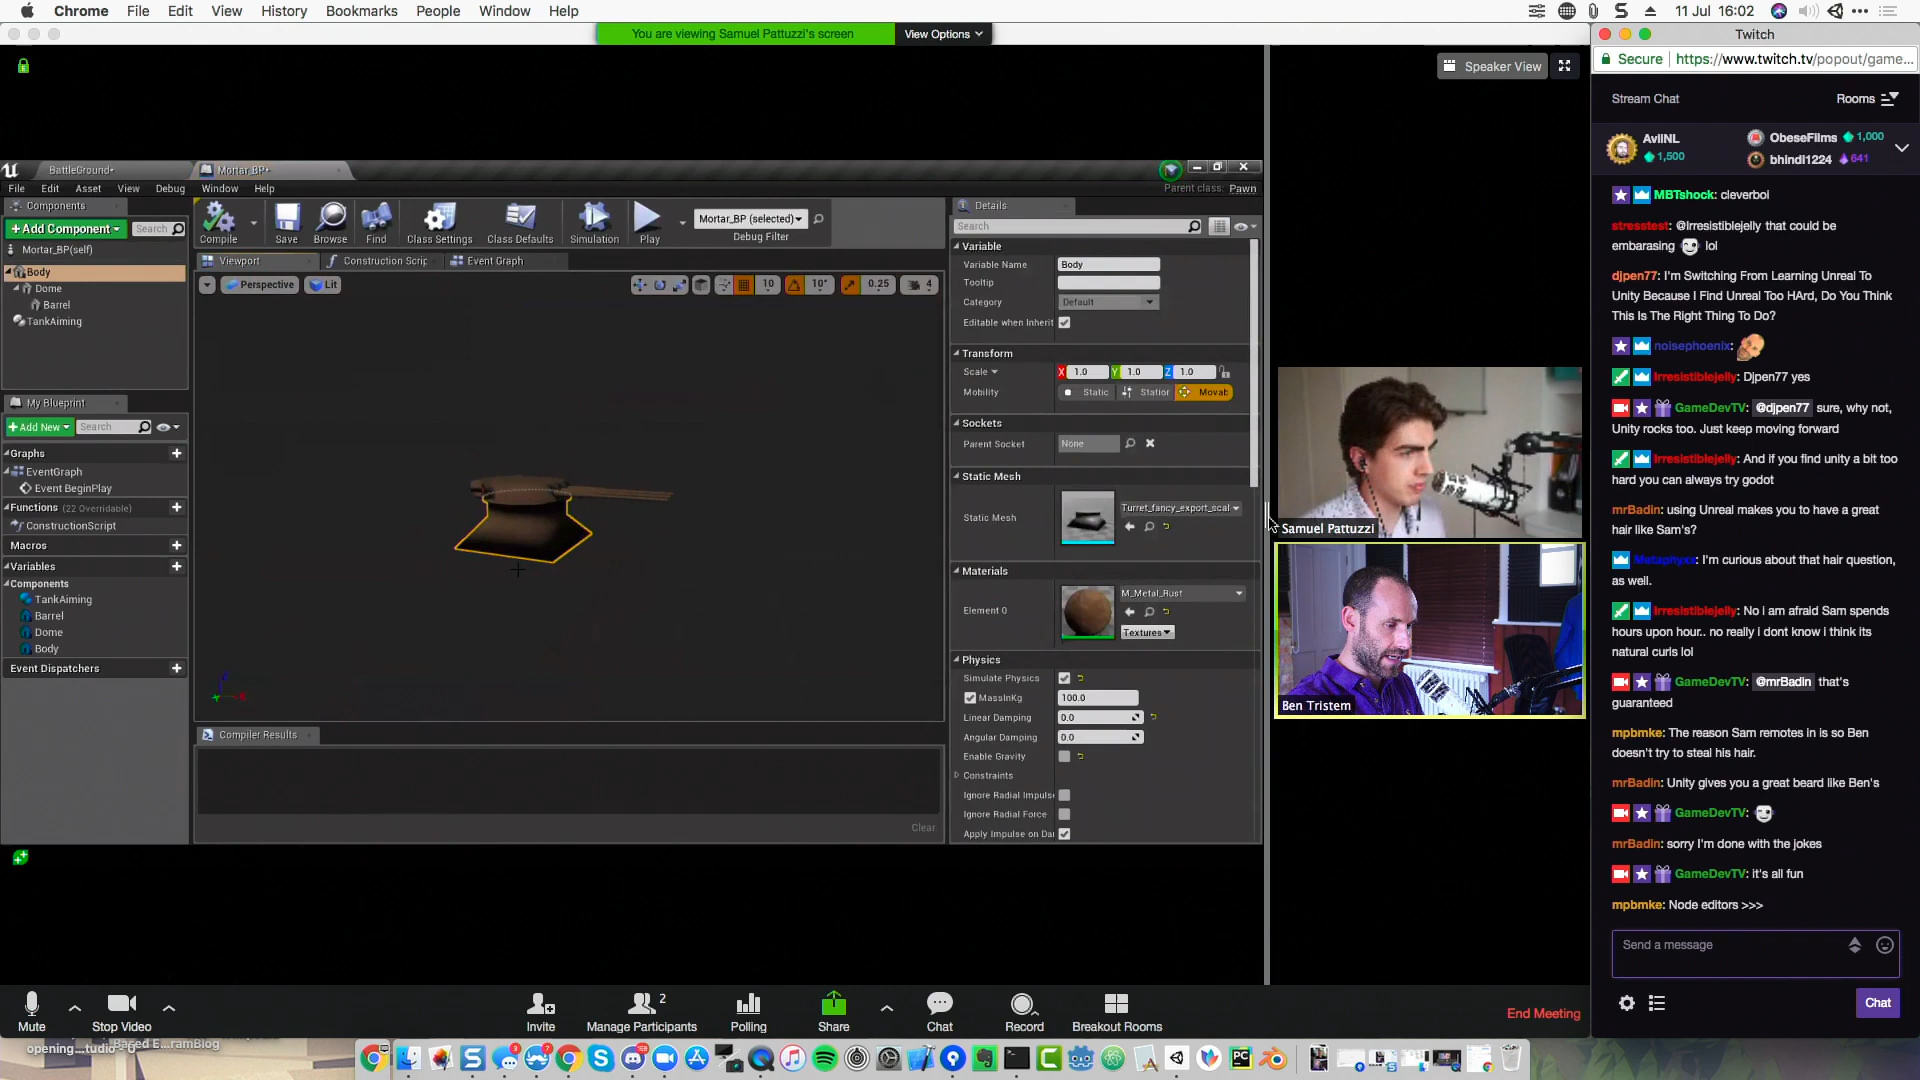 Chrome File Edit View History Bookmarks People Window Help
11 Jul 16:02
You are viewing Samuel Pattuzzi's screen
View Options
Speaker View
BattleGround•
Mortar_BP•
File Edit Asset View Debug Window Help
Parent class: Pawn
Components
+Add Component
Search
Mortar_BP(self)
Body
Dome
Barrel
TankAiming
My Blueprint
+Add New
Search
Graphs
EventGraph
Event BeginPlay
Functions (22 Overridable)
ConstructionScript
Macros
Variables
Components
TankAiming
Barrel
Dome
Body
Event Dispatchers
Compile
Save
Browse
Find
Class Settings
Class Defaults
Simulation
Play
Mortar_BP (selected)
Debug Filter
Viewport
Construction Scrip
Event Graph
Perspective
Lit
10
10°
0.25
4
Compiler Results
Clear
Details
Search
Variable
Variable Name Body
Tooltip
Category Default
Editable when Inherit
Transform
Scale X 1.0 Y 1.0 Z 1.0
Mobility Static Station Movab
Sockets
Parent Socket None
Static Mesh
Static Mesh Turret_fancy_export_scal
Materials
Element 0 M_Metal_Rust
Textures
Physics
Simulate Physics
MassInKg 100.0
Linear Damping 0.0
Angular Damping 0.0
Enable Gravity
Constraints
Ignore Radial Impuls
Ignore Radial Force
Apply Impulse on Da
Samuel Pattuzzi
Ben Tristem
Mute
Stop Video
Invite
2
Manage Participants
Polling
Share
Chat
Record
Breakout Rooms
End Meeting
Twitch
Secure https://www.twitch.tv/popout/game...
Stream Chat
Rooms
AvilNL
1,500
ObeseFilms 1,000
bhindi1224 641
MBTshock: cleverboi
stresstest: @Irresistiblejelly that could be
embarasing lol
djpen77: I'm Switching From Learning Unreal To
Unity Because I Find Unreal Too HArd, Do You Think
This Is The Right Thing To Do?
noisephoenix:
Irresistiblejelly: Djpen77 yes
GameDevTV: @djpen77 sure, why not,
Unity rocks too. Just keep moving forward
Irresistiblejelly: And if you find unity a bit too
hard you can always try godot
mrBadin: using Unreal makes you to have a great
hair like Sam's?
Metaphyxx: I'm curious about that hair question,
as well.
Irresistiblejelly: No i am afraid Sam spends
hours upon hour.. no really i dont know i think its
natural curls lol
GameDevTV: @mrBadin that's
guaranteed
mpbmke: The reason Sam remotes in is so Ben
doesn't try to steal his hair.
mrBadin: Unity gives you a great beard like Ben's
GameDevTV:
mrBadin: sorry I'm done with the jokes
GameDevTV: it's all fun
mpbmke: Node editors >>>
Send a message
Chat